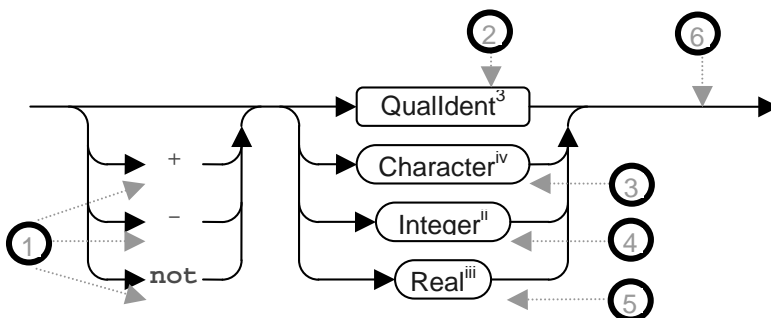 2
6
QualIdent3
+
Characteriv
3
-
1
Integerii
4
not
Realiii
5